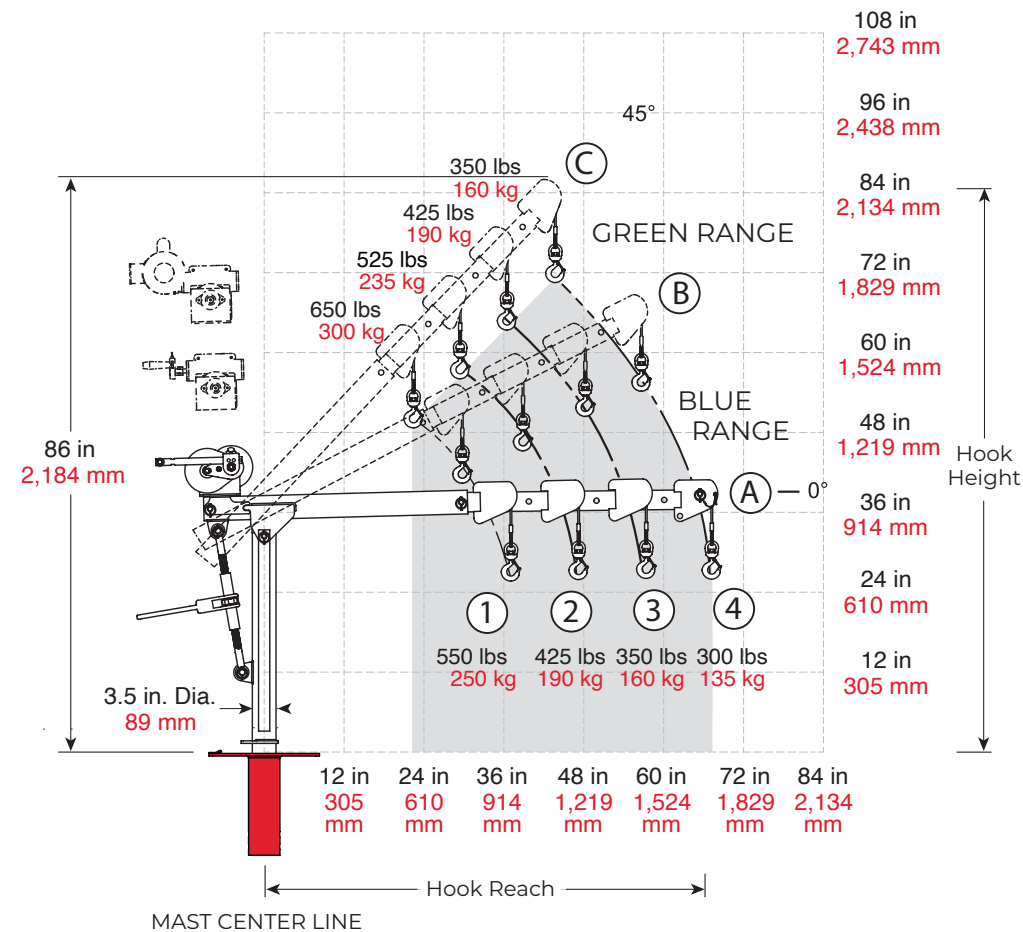 108 in
2,743 mm
96 in
2,438 mm
45°
84 in
2,134 mm
350 lbs
160 kg
C
425 lbs
190 kg
GREEN RANGE
525 lbs
235 kg
72 in
1,829 mm
650 lbs
300 kg
B
60 in
1,524 mm
BLUE
RANGE
48 in
1,219 mm
86 in
2,184 mm
Hook
Height
A
0°
36 in
914 mm
24 in
610 mm
1
2
3
4
550 lbs
250 kg
425 lbs
190 kg
350 lbs
160 kg
300 lbs
135 kg
12 in
305 mm
3.5 in. Dia.
89 mm
12 in
305
mm
24 in
610
mm
36 in
914
mm
48 in
1,219
mm
60 in
1,524
mm
72 in
1,829
mm
84 in
2,134
mm
Hook Reach
MAST CENTER LINE